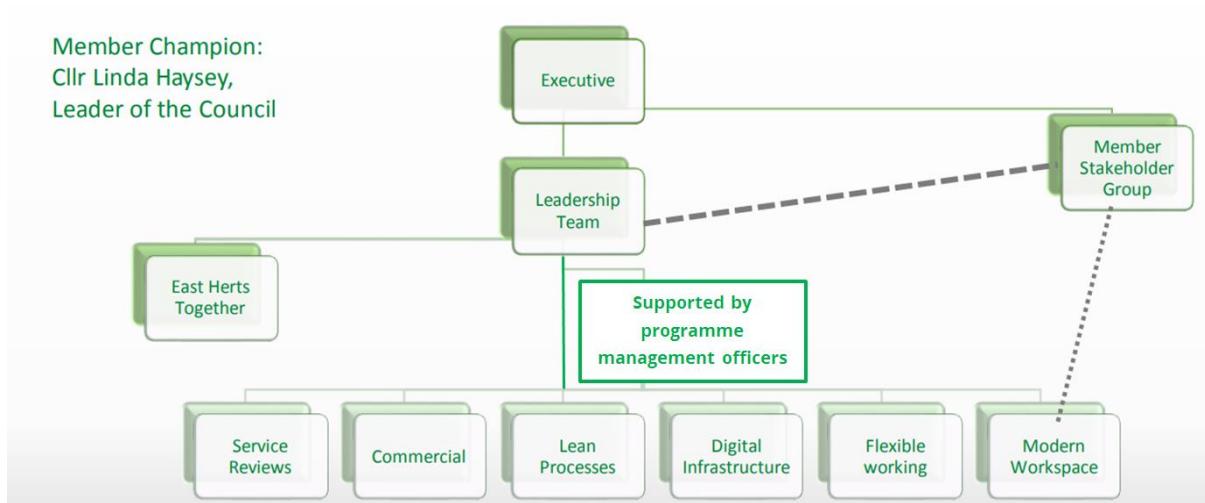 Member Champion:
Cllr Linda Haysey,
Leader of the Council
Executive
Member
Stakeholder
Group
Leadership
Team
East Herts
Together
Supported by
programme
management officers
Service
Reviews
Commercial
Lean
Processes
Digital
Infrastructure
Flexible
working
Modern
Workspace